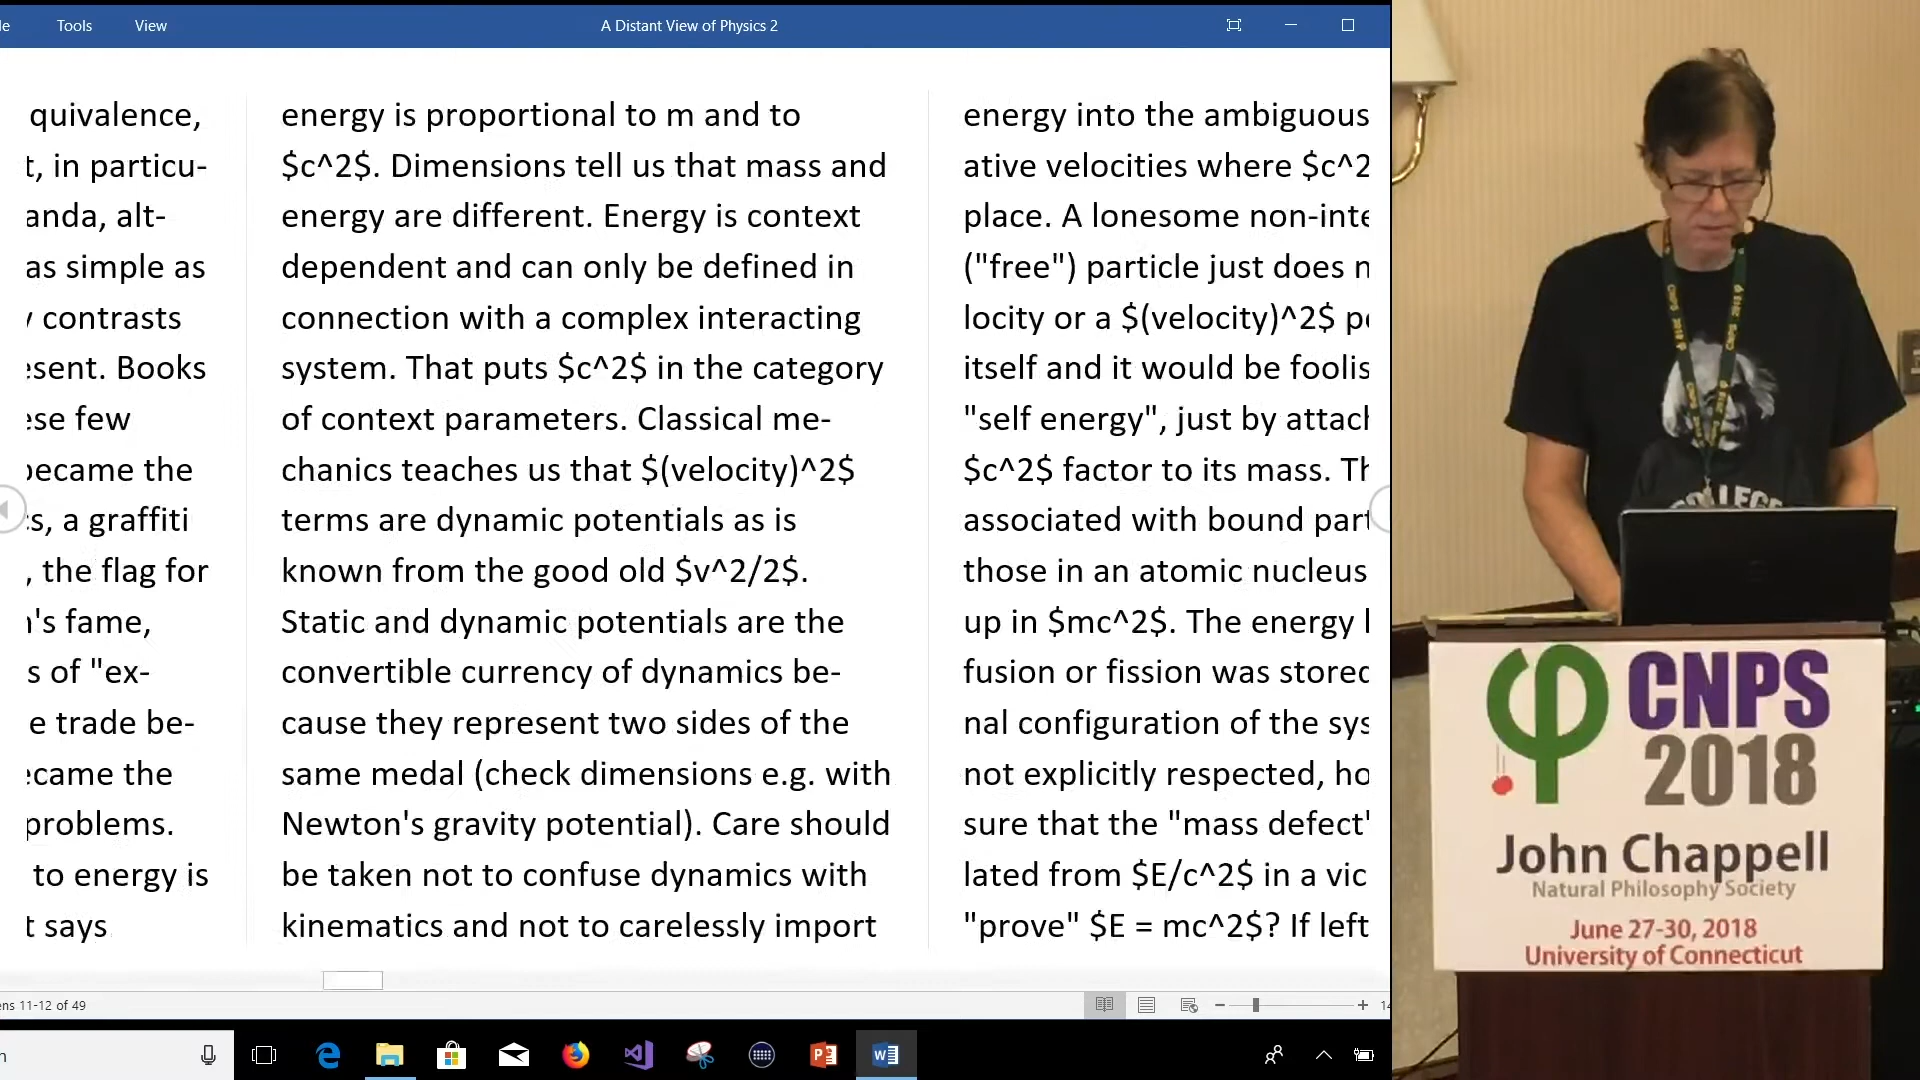 Tools View A Distant View of Physics 2
quivalence,
t, in particu-
anda, alt-
as simple as
contrasts
esent. Books
ese few
became the
s, a graffiti
, the flag for
's fame,
s of "ex-
e trade be-
ecame the
problems.
to energy is
t says
energy is proportional to m and to
$c^2$. Dimensions tell us that mass and
energy are different. Energy is context
dependent and can only be defined in
connection with a complex interacting
system. That puts $c^2$ in the category
of context parameters. Classical me-
chanics teaches us that $(velocity)^2$
terms are dynamic potentials as is
known from the good old $v^2/2$.
Static and dynamic potentials are the
convertible currency of dynamics be-
cause they represent two sides of the
same medal (check dimensions e.g. with
Newton's gravity potential). Care should
be taken not to confuse dynamics with
kinematics and not to carelessly import
energy into the ambiguous
ative velocities where $c^2
place. A lonesome non-inte
("free") particle just does n
locity or a $(velocity)^2$ p
itself and it would be foolis
"self energy", just by attach
$c^2$ factor to its mass. Th
associated with bound part
those in an atomic nucleus
up in $mc^2$. The energy
fusion or fission was stored
nal configuration of the sys
not explicitly respected, ho
sure that the "mass defect"
lated from $E/c^2$ in a vic
"prove" $E = mc^2$? If left
ens 11-12 of 49
COLLEGE
CNPS
2018
John Chappell
Natural Philosophy Society
June 27-30, 2018
University of Connecticut